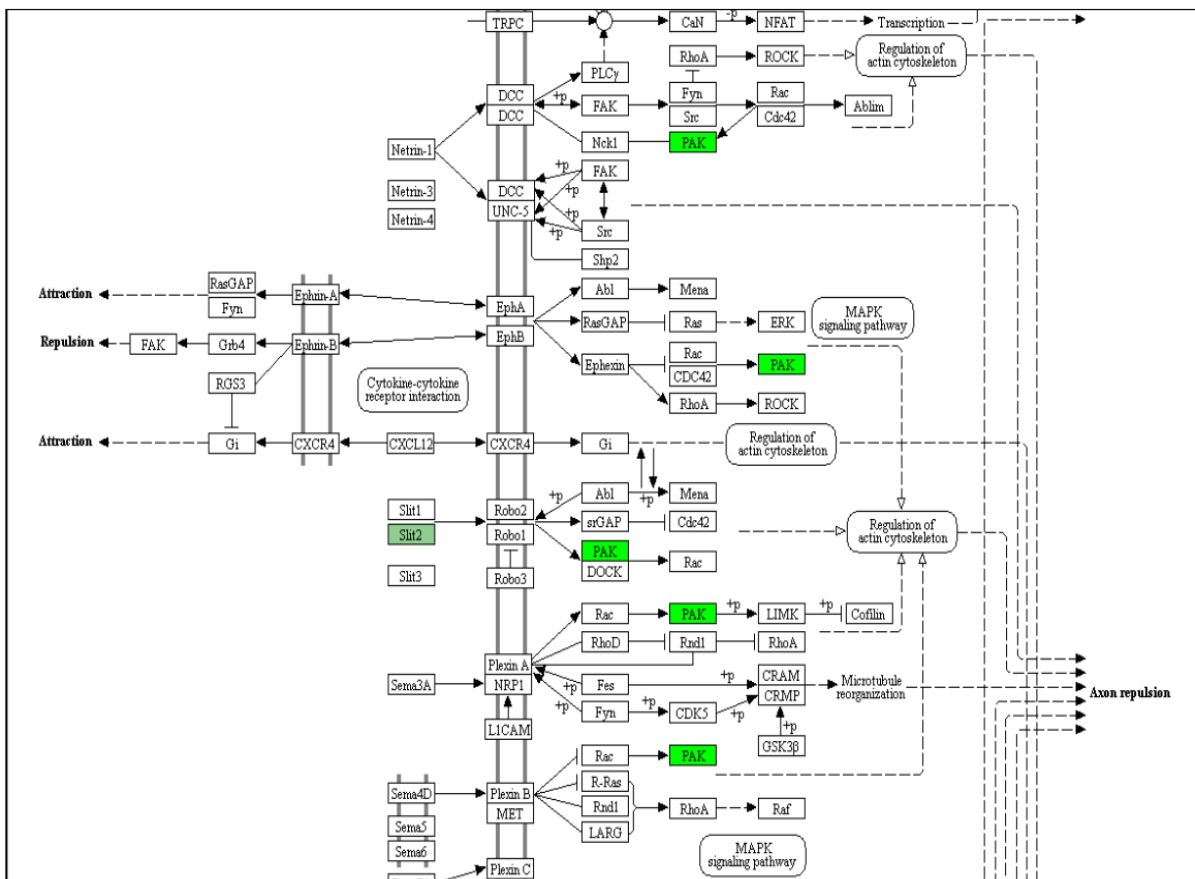 TRPC
CaN
-p
NFAT
Transcription
Regulation of
actin cytoskeleton
RhoA
ROCK
PLCγ
DCC
DCC
+p
FAK
Fyn
Src
Rac
Cdc42
Ablim
Nck1
PAK
Netrin-1
Netrin-3
Netrin-4
DCC
UNC-5
+p
+p
+p
+p
FAK
Src
Shp2
Attraction
RasGAP
Fyn
Ephrin-A
EphA
Abl
Mena
MAPK
signaling pathway
RasGAP
Ras
ERK
Repulsion
FAK
Grb4
Ephrin-B
EphB
Ephexin
Rac
CDC42
PAK
RGS3
Cytokine-cytokine
receptor interaction
RhoA
ROCK
Attraction
Gi
CXCR4
CXCL12
CXCR4
Gi
Regulation of
actin cytoskeleton
+p
Abl
+p
Mena
Slit1
Slit2
Slit3
Robo2
Robo1
Robo3
srGAP
Cdc42
Regulation of
actin cytoskeleton
PAK
DOCK
Rac
Rac
PAK
+p
LIMK
+p
Cofilin
RhoD
Rnd1
RhoA
Sema3A
Plexin A
NRP1
L1CAM
+p
Fes
+p
CRAM
CRMP
Microtubule
reorganization
Axon repulsion
+p
Fyn
CDK5
+p
+p
GSK3β
Rac
PAK
Sema4D
Plexin B
MET
R-Ras
Rnd1
LARG
RhoA
Raf
Sema5
Sema6
MAPK
signaling pathway
Plexin C